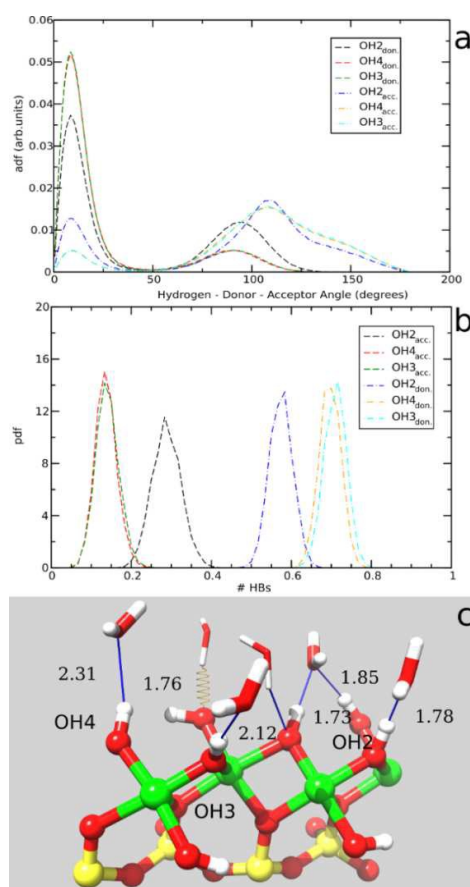 a
0.06
0.05
0.04
0.03
0.02
0.01
0
adf (arb.units)
OH2don.
OH4don.
OH3don.
OH2acc.
OH4acc.
OH3acc.
0 50 100 150 200
Hydrogen - Donor - Acceptor Angle (degrees)
b
20
16
12
8
4
0
pdf
OH2acc.
OH4acc.
OH3acc.
OH2don.
OH4don.
OH3don.
0 0.2 0.4 0.6 0.8 1
# HBs
c
2.31
1.76
1.85
OH4
1.73
OH2
1.78
2.12
OH3